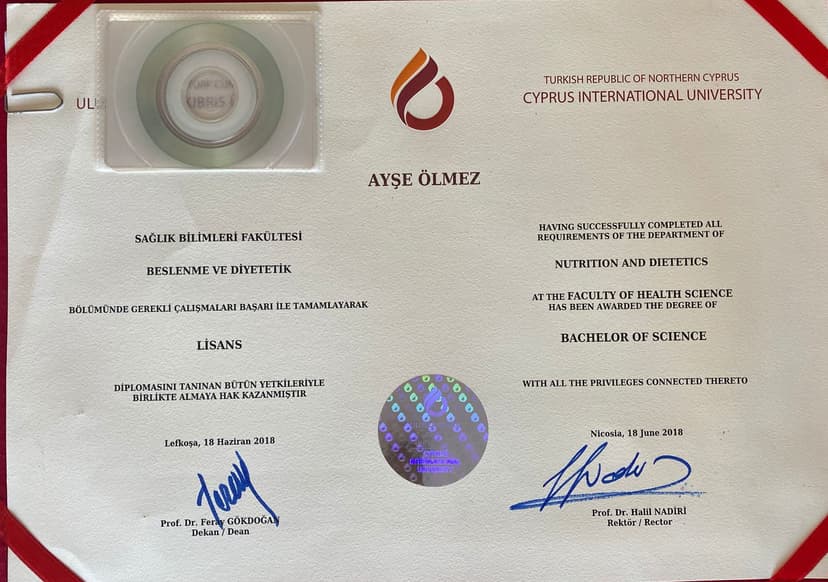 TURKISH REPUBLIC OF NORTHERN CYPRUS
CYPRUS INTERNATIONAL UNIVERSITY
AYŞE ÖLMEZ
SAĞLIK BİLİMLERİ FAKÜLTESİ
BESLENME VE DİYETETİK
BÖLÜMÜNDE GEREKLİ ÇALIŞMALARI BAŞARI İLE TAMAMLAYARAK
LİSANS
DİPLOMASINI TANINAN BÜTÜN YETKİLERİYLE
BİRLİKTE ALMAYA HAK KAZANMIŞTIR
Lefkoşa, 18 Haziran 2018
Prof. Dr. Feray GÖKDOĞAN
Dekan / Dean
HAVING SUCCESSFULLY COMPLETED ALL
REQUIREMENTS OF THE DEPARTMENT OF
NUTRITION AND DIETETICS
AT THE FACULTY OF HEALTH SCIENCE
HAS BEEN AWARDED THE DEGREE OF
BACHELOR OF SCIENCE
WITH ALL THE PRIVILEGES CONNECTED THERETO
Nicosia, 18 June 2018
Prof. Dr. Halil NADİRİ
Rektör / Rector